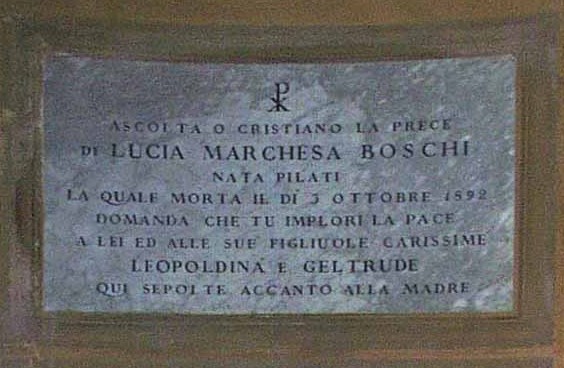 ASCOLTA O CRISTIANO LA PRECE
DI LUCIA MARCHESA BOSCHI
NATA PILATI
LA QUALE MORTA IL DÌ 3 OTTOBRE 1892
DOMANDA CHE TU IMPLORI LA PACE
A LEI ED ALLE SUE FIGLIUOLE CARISSIME
LEOPOLDINA E GELTRUDE
QUI SEPOLTE ACCANTO ALLA MADRE